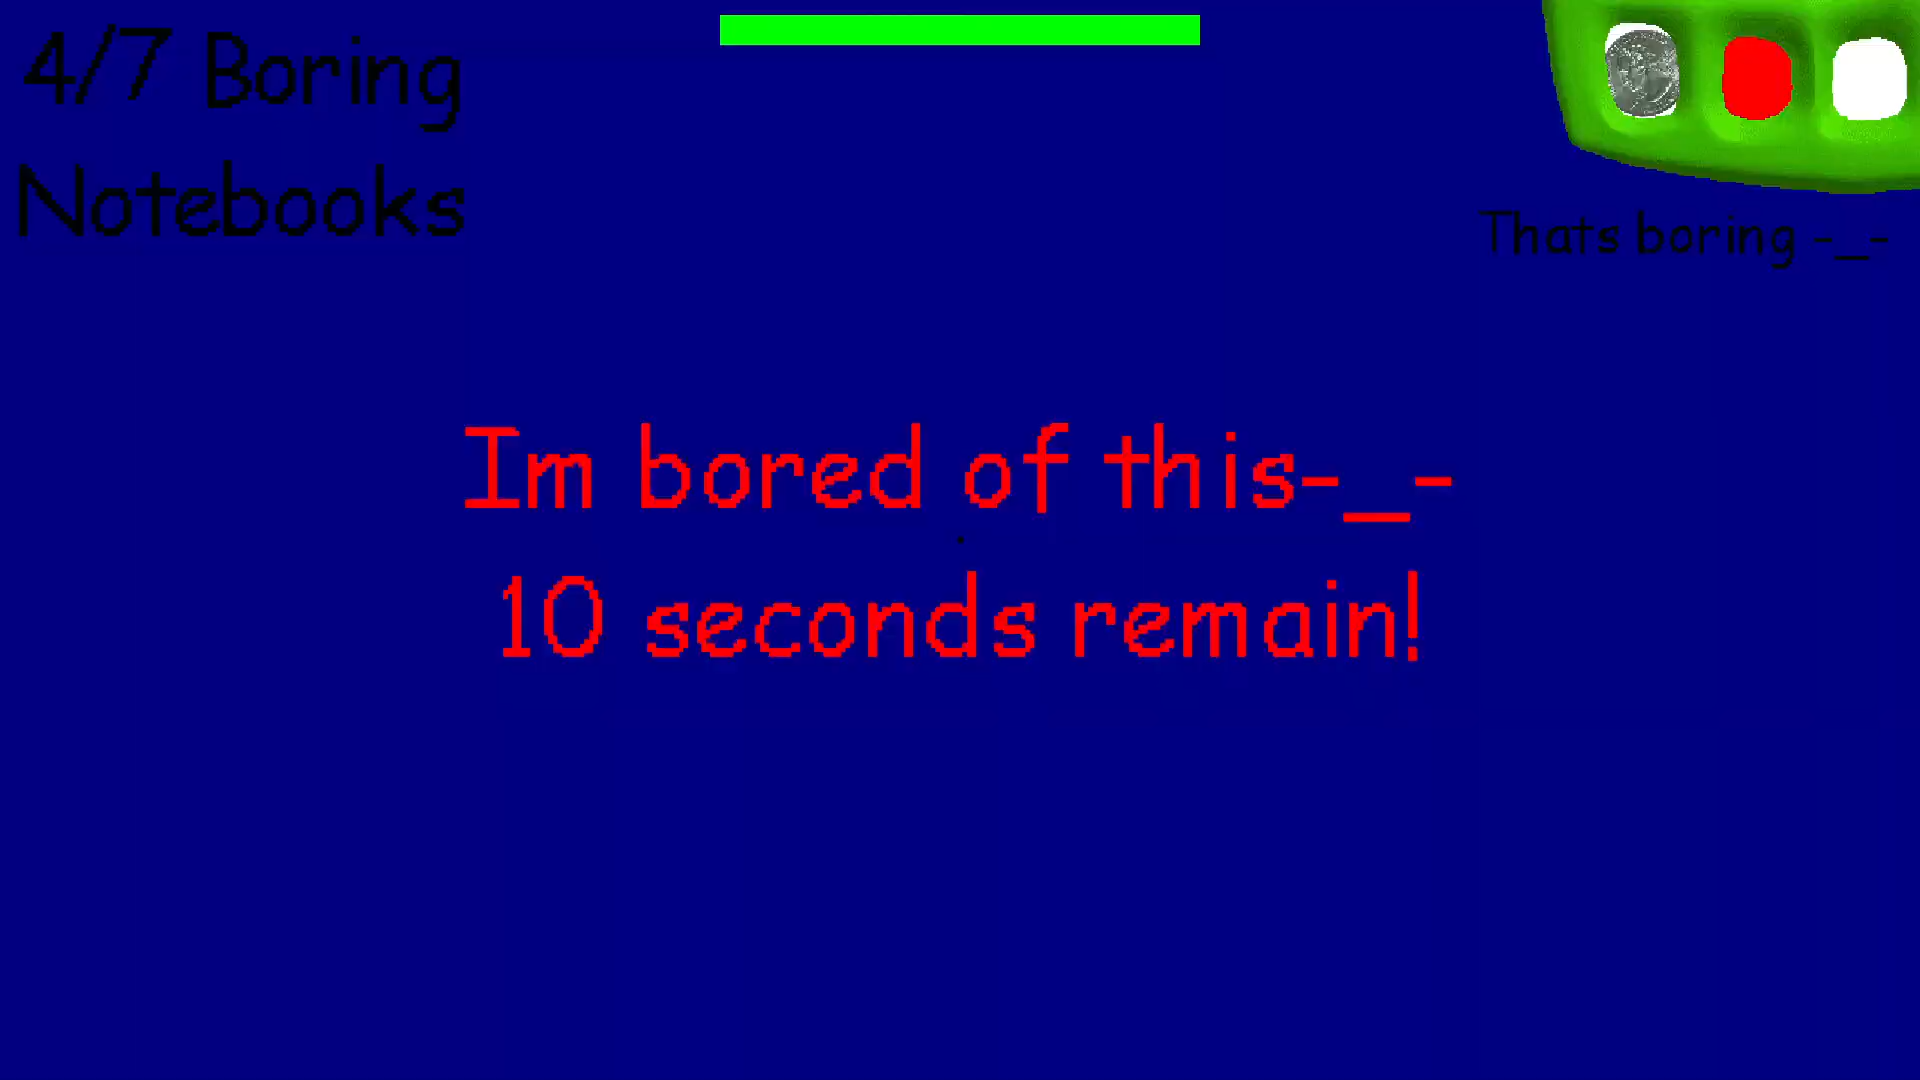 4/7 Boring
Notebooks
Thats boring -_-
Im bored of this-_-
10 seconds remain!